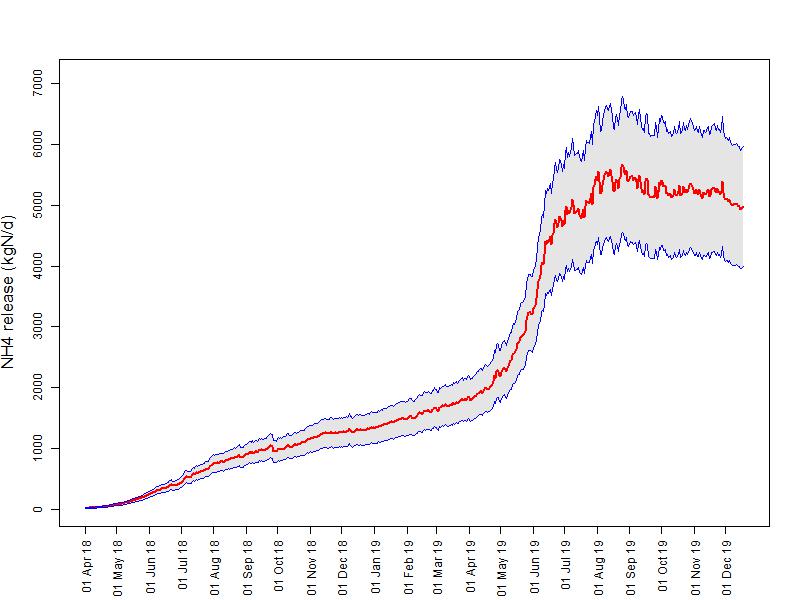 NH4 release (kgN/d)
7000
6000
5000
4000
3000
2000
1000
0
01 Apr 18
01 May 18
01 Jun 18
01 Jul 18
01 Aug 18
01 Sep 18
01 Oct 18
01 Nov 18
01 Dec 18
01 Jan 19
01 Feb 19
01 Mar 19
01 Apr 19
01 May 19
01 Jun 19
01 Jul 19
01 Aug 19
01 Sep 19
01 Oct 19
01 Nov 19
01 Dec 19